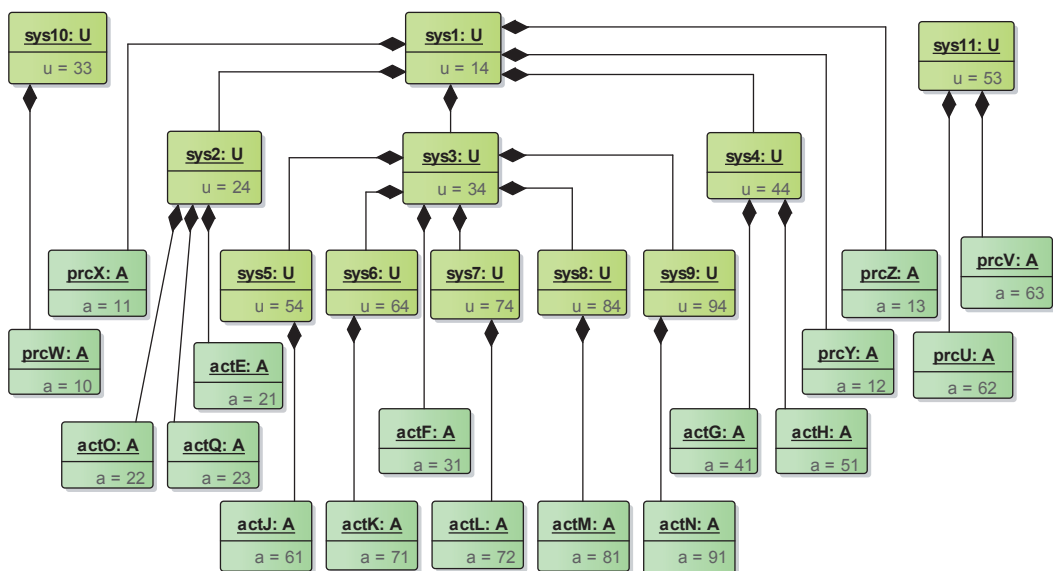 sys10: U
u = 33
sys1: U
u = 14
sys11: U
u = 53
sys2: U
u = 24
sys3: U
u = 34
sys4: U
u = 44
prcX: A
a = 11
sys5: U
u = 54
sys6: U
u = 64
sys7: U
u = 74
sys8: U
u = 84
sys9: U
u = 94
prcZ: A
a = 13
prcV: A
a = 63
prcW: A
a = 10
actE: A
a = 21
prcY: A
a = 12
prcU: A
a = 62
actO: A
a = 22
actQ: A
a = 23
actF: A
a = 31
actG: A
a = 41
actH: A
a = 51
actJ: A
a = 61
actK: A
a = 71
actL: A
a = 72
actM: A
a = 81
actN: A
a = 91